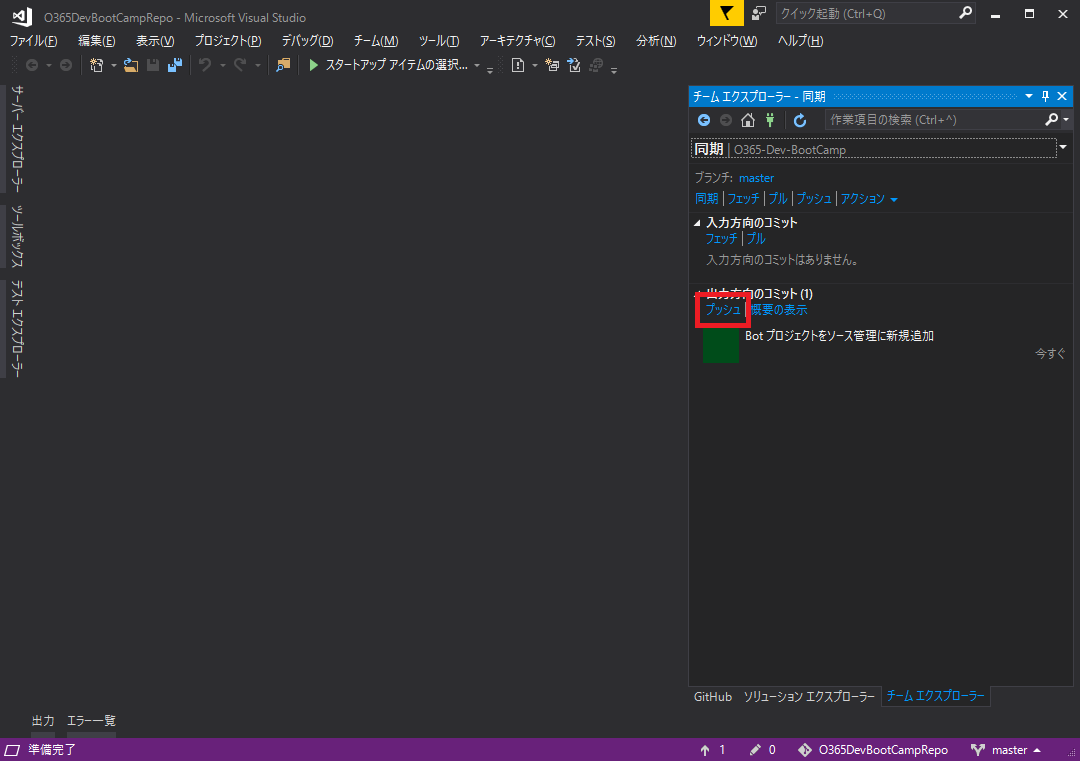 O365DevBootCampRepo - Microsoft Visual Studio
クイック起動 (Ctrl+Q)
ファイル(F) 編集(E) 表示(V) プロジェクト(P) デバッグ(D) チーム(M) ツール(T) アーキテクチャ(C) テスト(S) 分析(N) ウィンドウ(W) ヘルプ(H)
スタートアップ アイテムの選択...
サーバー エクスプローラー
ツールボックス
テスト エクスプローラー
チーム エクスプローラー - 同期
作業項目の検索 (Ctrl+^)
同期 | O365-Dev-BootCamp
ブランチ: master
同期 | フェッチ | プル | プッシュ | アクション
入力方向のコミット
フェッチ | プル
入力方向のコミットはありません。
出力方向のコミット (1)
プッシュ | 概要の表示
Bot プロジェクトをソース管理に新規追加
今すぐ
GitHub ソリューション エクスプローラー チーム エクスプローラー
出力 エラー一覧
準備完了
1 0 O365DevBootCampRepo master